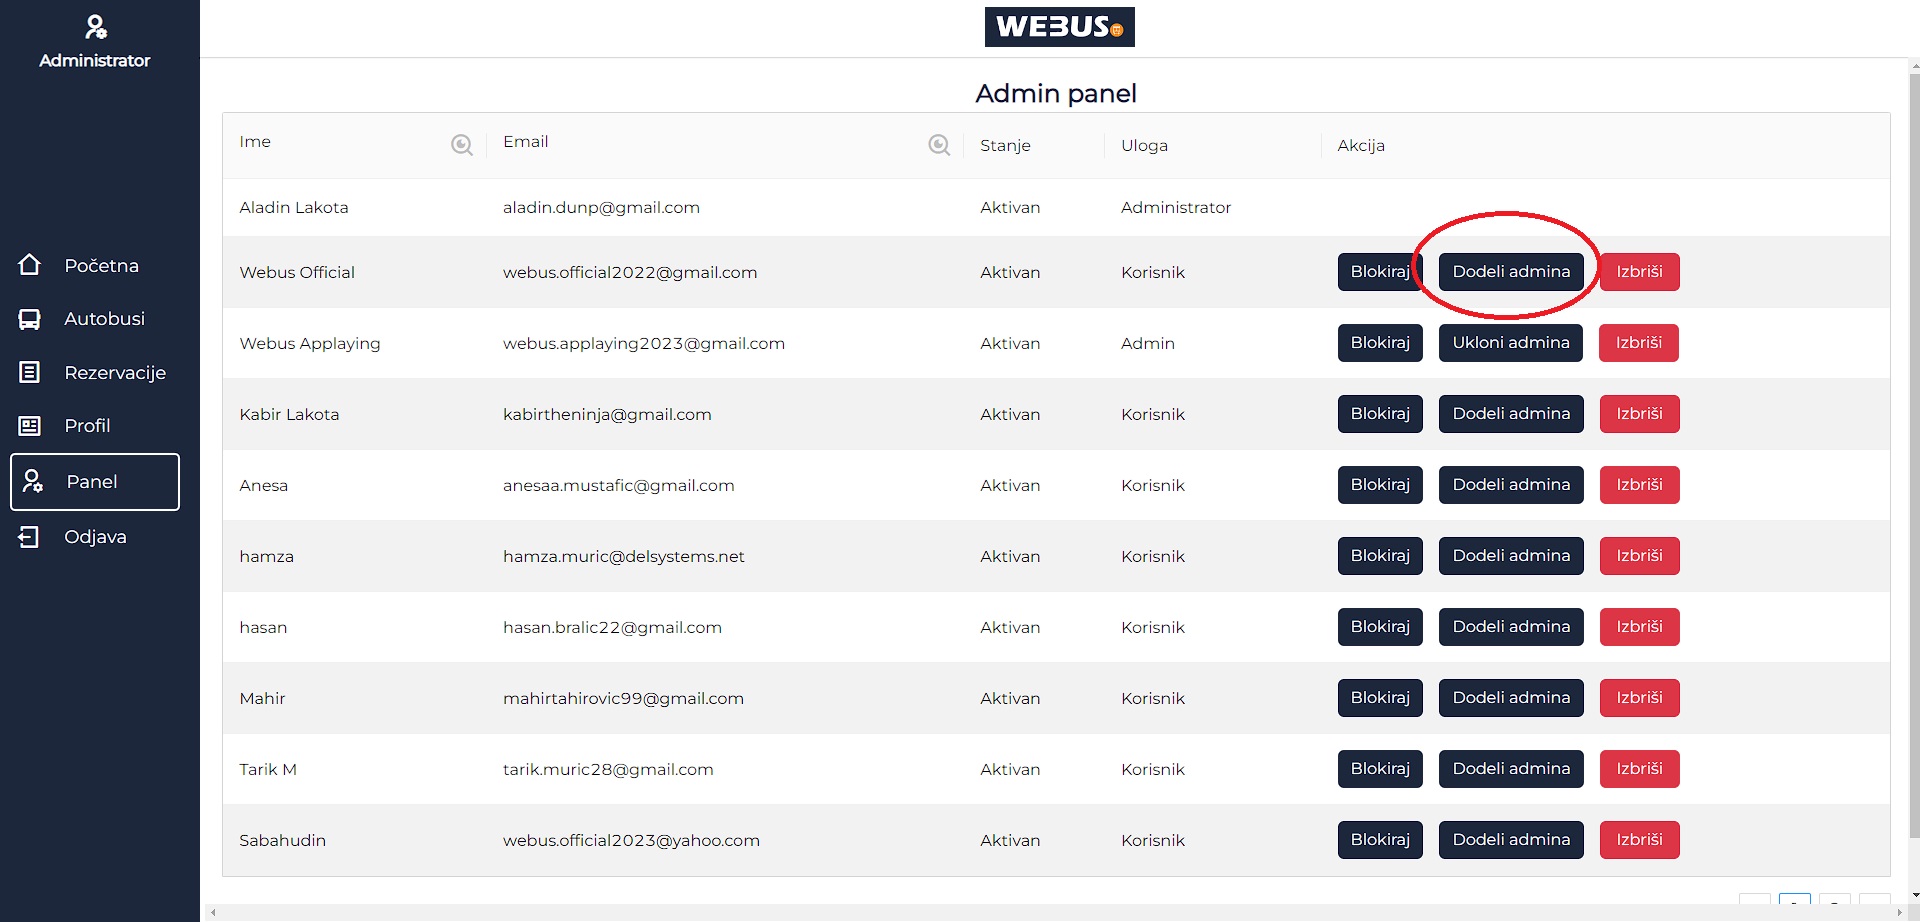 Administrator
WEBUS
Admin panel
Ime Email Stanje Uloga Akcija
Aladin Lakota aladin.dunp@gmail.com Aktivan Administrator
Webus Official webus.official2022@gmail.com Aktivan Korisnik Blokiraj Dodeli admina Izbriši
Webus Applaying webus.applaying2023@gmail.com Aktivan Admin Blokiraj Ukloni admina Izbriši
Kabir Lakota kabirtheninja@gmail.com Aktivan Korisnik Blokiraj Dodeli admina Izbriši
Anesa anesaa.mustafic@gmail.com Aktivan Korisnik Blokiraj Dodeli admina Izbriši
hamza hamza.muric@delsystems.net Aktivan Korisnik Blokiraj Dodeli admina Izbriši
hasan hasan.bralic22@gmail.com Aktivan Korisnik Blokiraj Dodeli admina Izbriši
Mahir mahirtahirovic99@gmail.com Aktivan Korisnik Blokiraj Dodeli admina Izbriši
Tarik M tarik.muric28@gmail.com Aktivan Korisnik Blokiraj Dodeli admina Izbriši
Sabahudin webus.official2023@yahoo.com Aktivan Korisnik Blokiraj Dodeli admina Izbriši
Početna
Autobusi
Rezervacije
Profil
Panel
Odjava